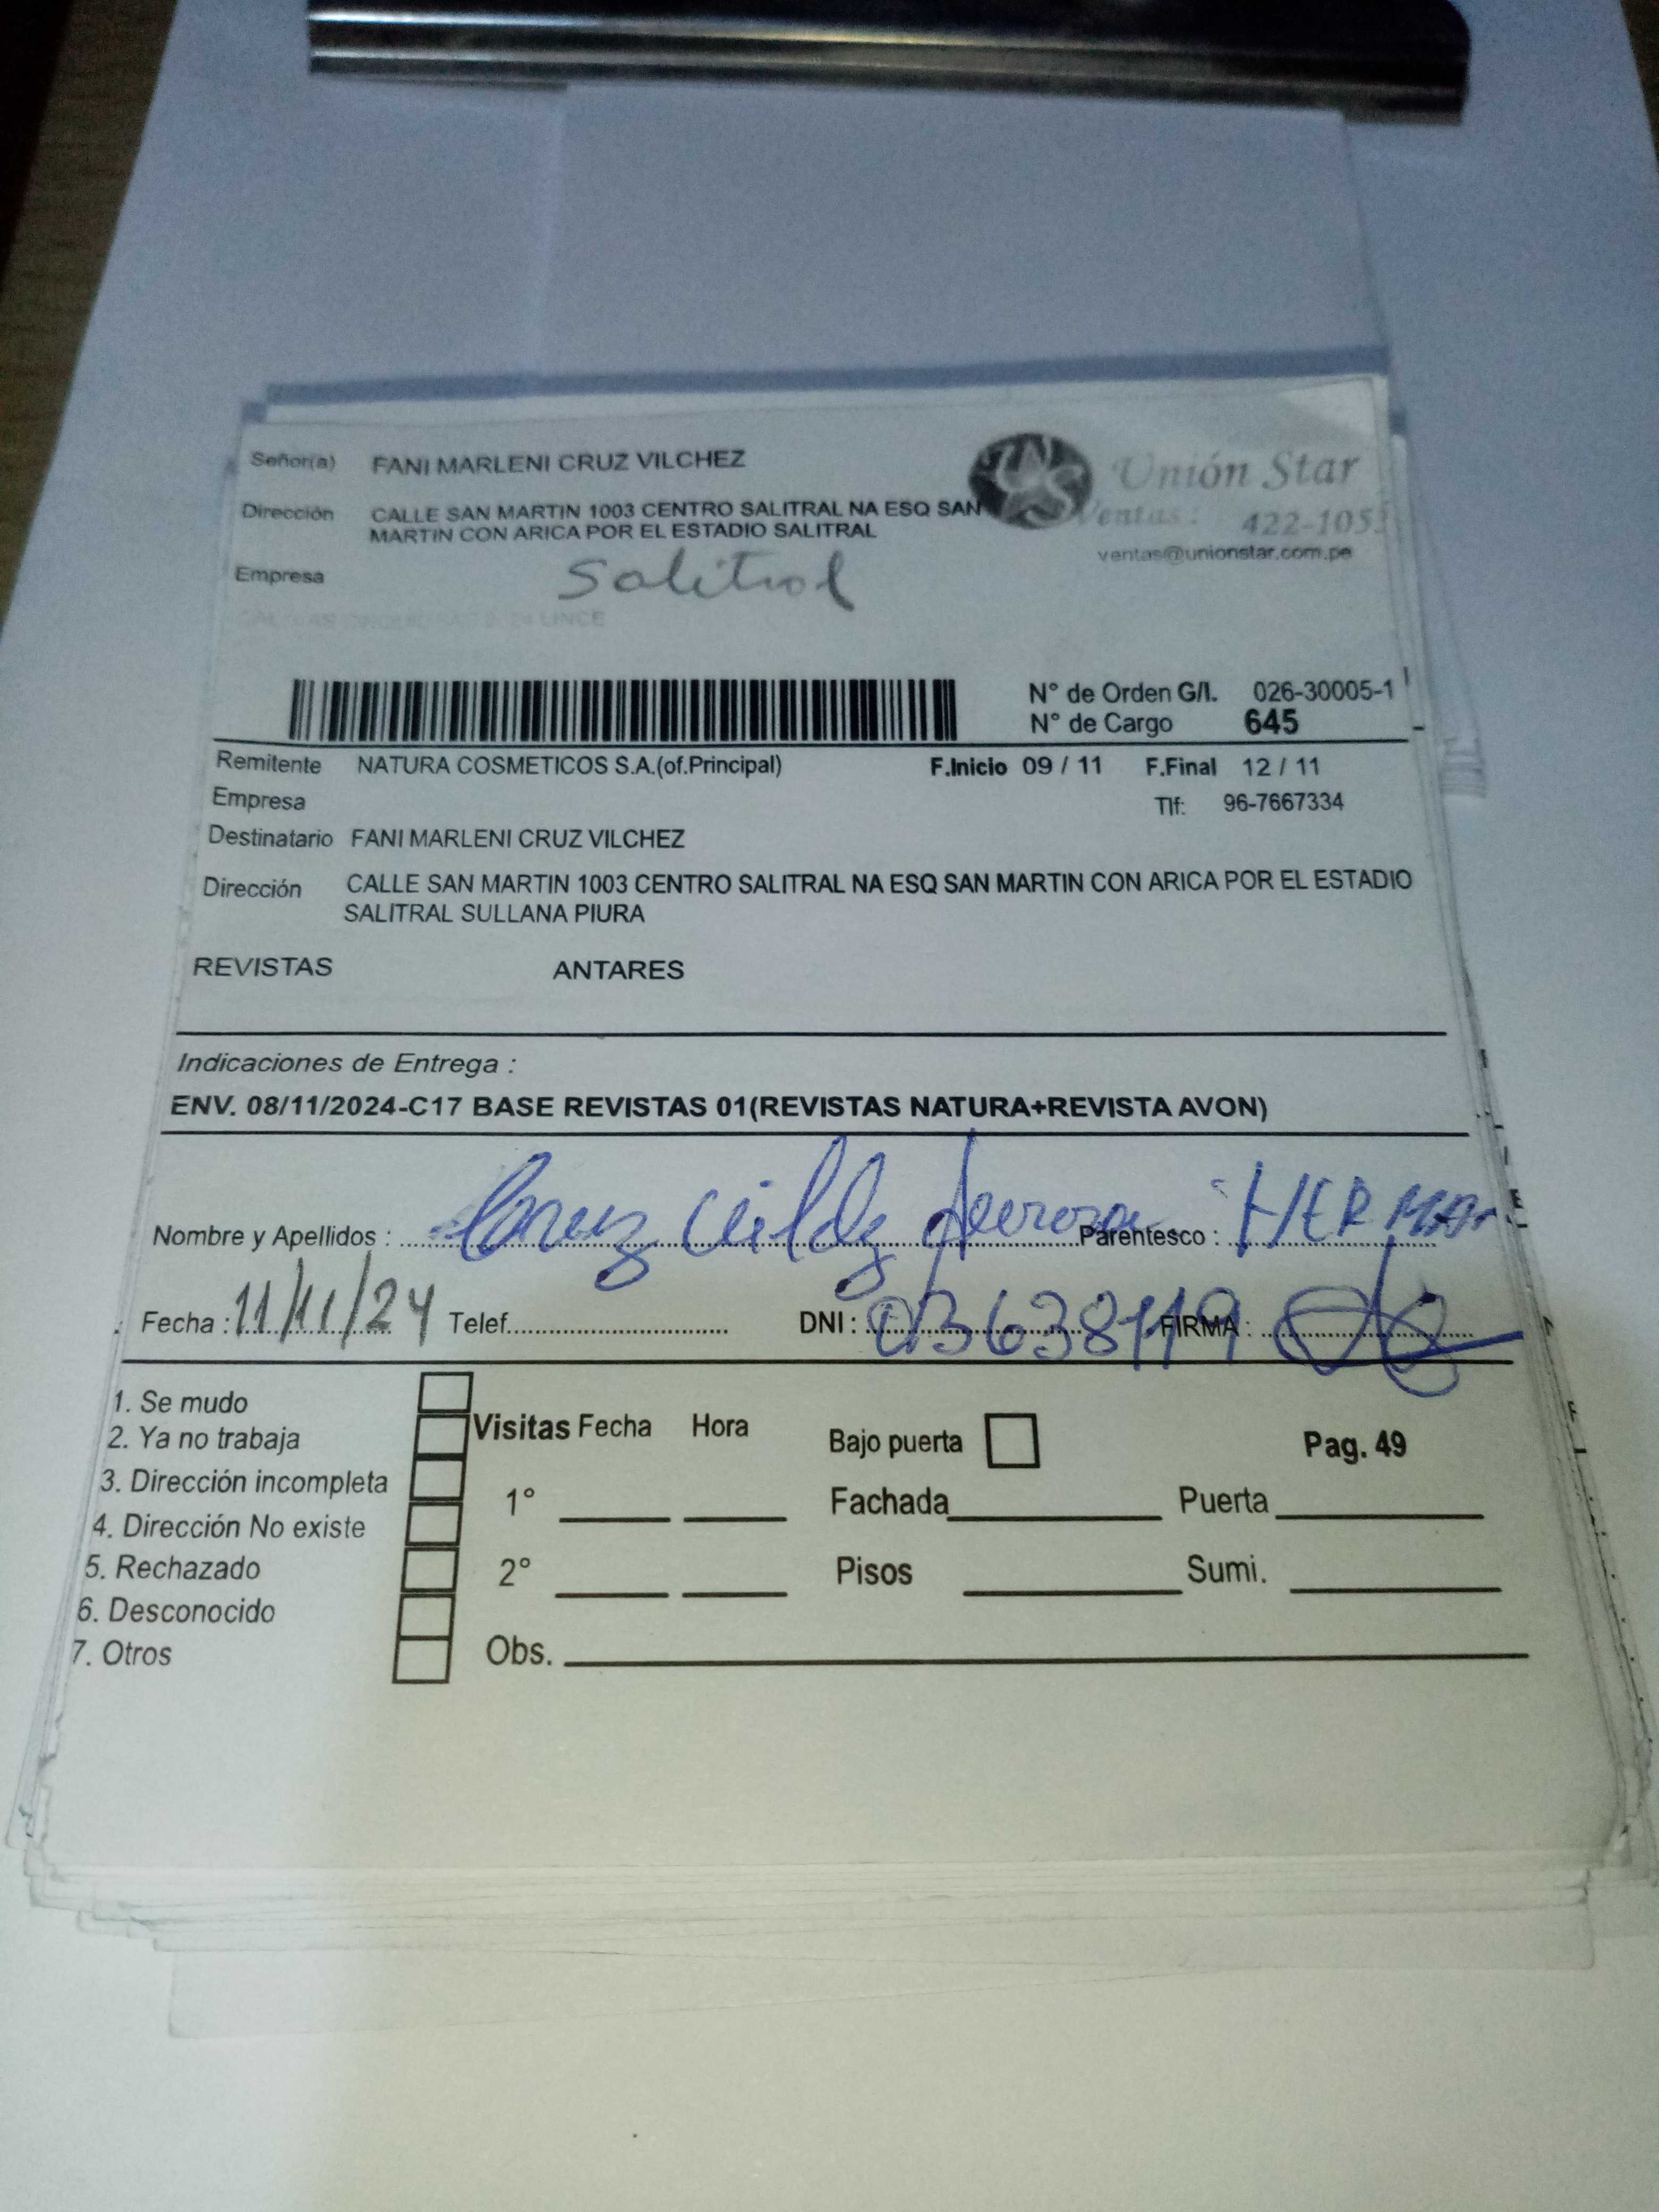 Señor(a) FANI MARLENI CRUZ VILCHEZ
Unión Star
Dirección CALLE SAN MARTIN 1003 CENTRO SALITRAL NA ESQ SAN
MARTIN CON ARICA POR EL ESTADIO SALITRAL
Ventas: 422-1053
ventas@unionstar.com.pe
Empresa Salitral
LINCE
N° de Orden G/I. 026-30005-1
N° de Cargo 645
Remitente NATURA COSMETICOS S.A.(of.Principal) F.Inicio 09 / 11 F.Final 12 / 11
Empresa Tlf: 96-7667334
Destinatario FANI MARLENI CRUZ VILCHEZ
Dirección CALLE SAN MARTIN 1003 CENTRO SALITRAL NA ESQ SAN MARTIN CON ARICA POR EL ESTADIO
SALITRAL SULLANA PIURA
REVISTAS ANTARES
Indicaciones de Entrega :
ENV. 08/11/2024-C17 BASE REVISTAS 01(REVISTAS NATURA+REVISTA AVON)
Nombre y Apellidos : Cruz Parentesco :
Fecha : 11/11/24 Telef. DNI : 03638119 FIRMA :
1. Se mudo
2. Ya no trabaja
3. Dirección incompleta
4. Dirección No existe
5. Rechazado
6. Desconocido
7. Otros
Visitas Fecha Hora Bajo puerta Pag. 49
1° Fachada Puerta
2° Pisos Sumi.
Obs.